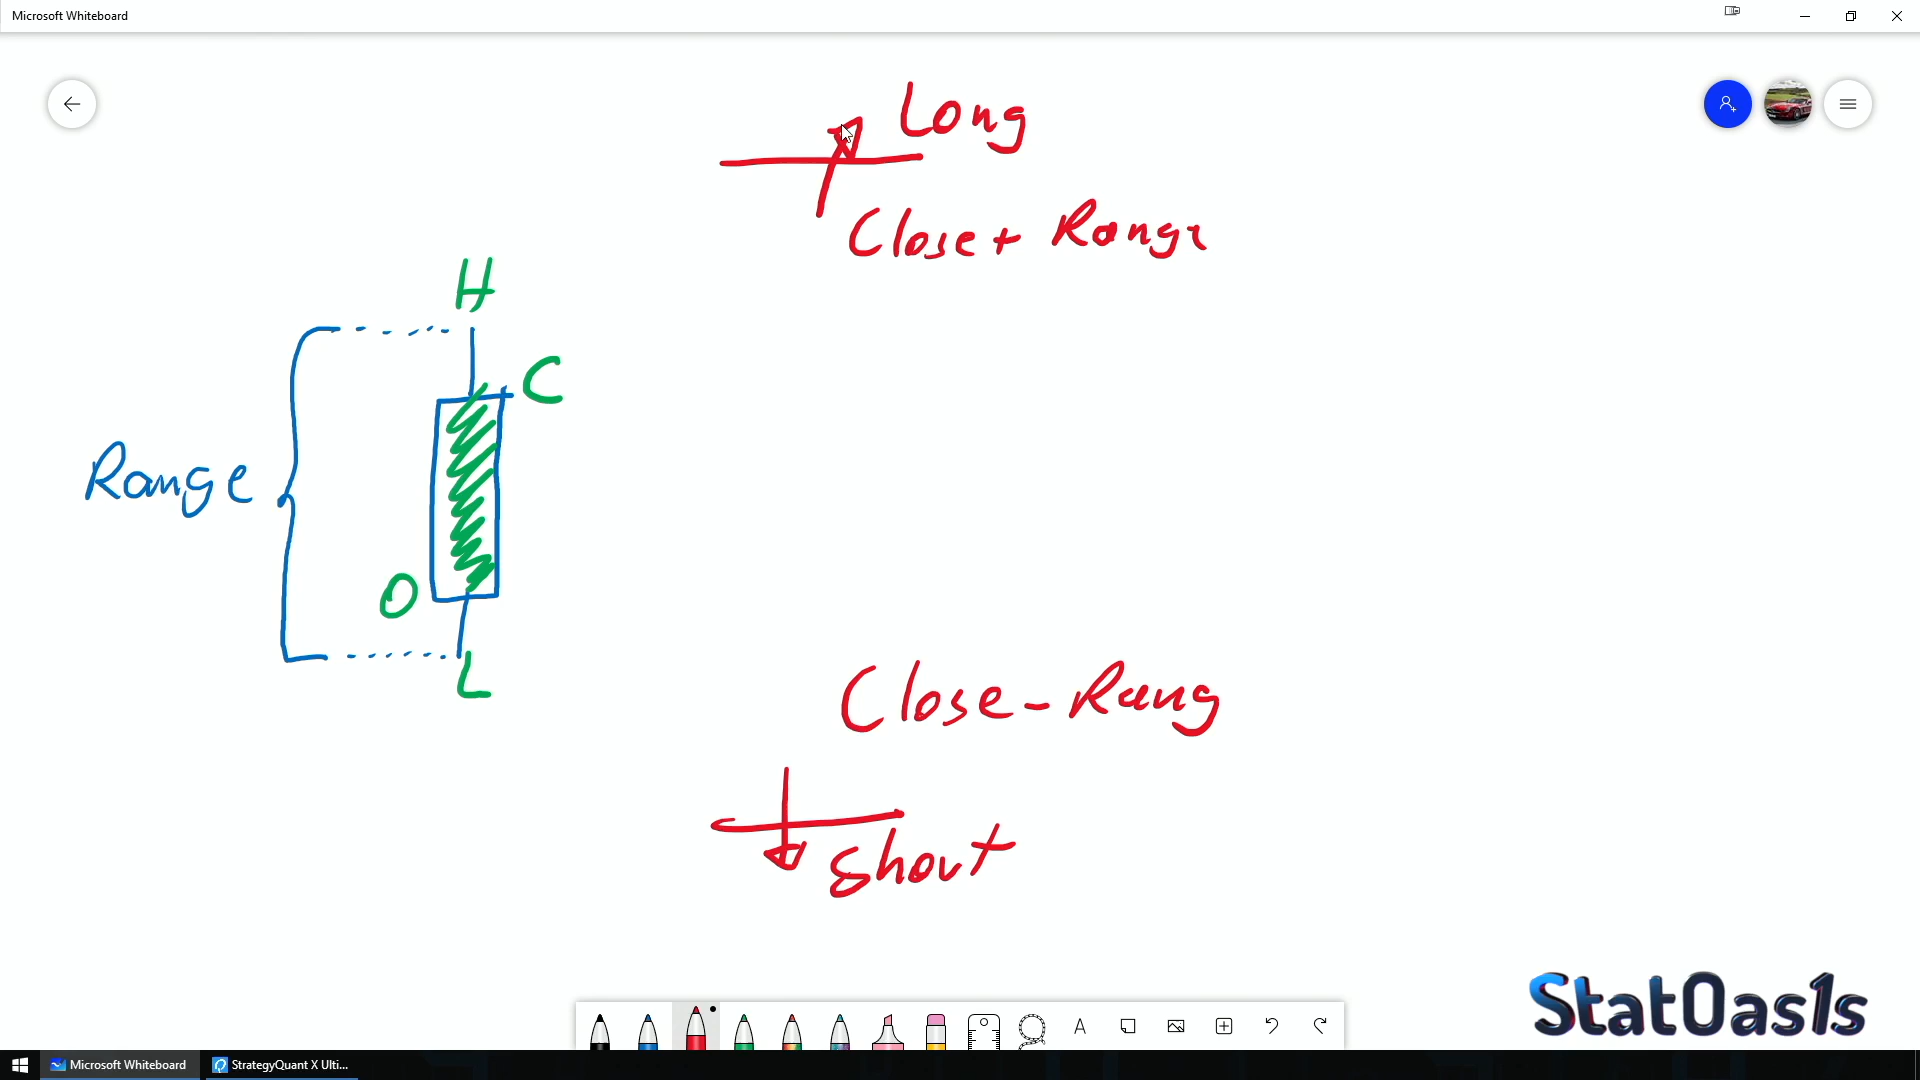 Microsoft Whiteboard
Long
Close + Range
H
C
Range
O
L
Close - Rang
Short
StatOas1s
A
Microsoft Whiteboard
StrategyQuant X Ulti...